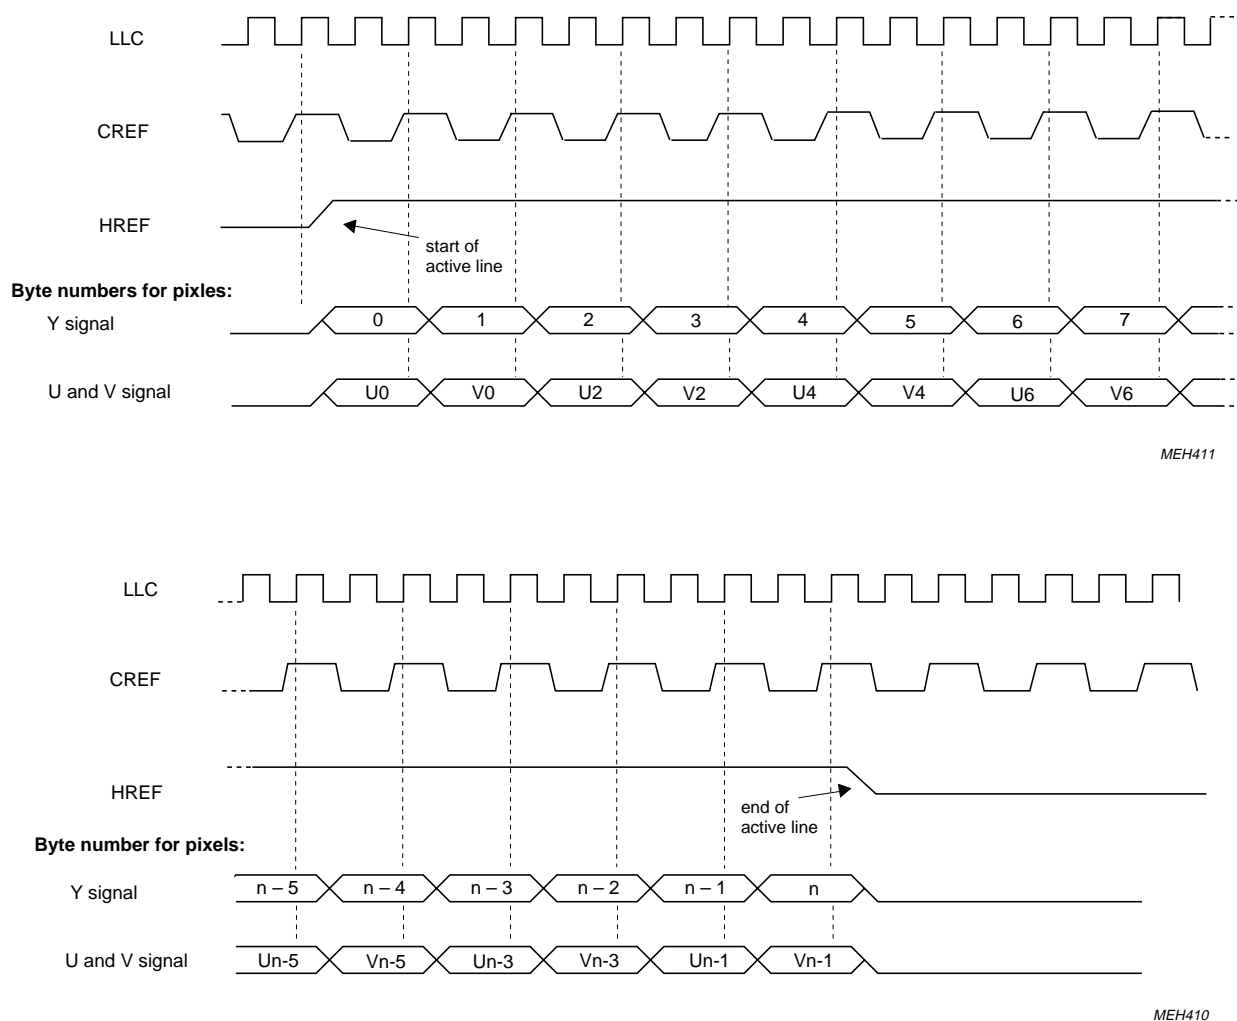 LLC
CREF
HREF
start of
active line
Byte numbers for pixles:
Y signal
0 1 2 3 4 5 6 7
U and V signal
U0 V0 U2 V2 U4 V4 U6 V6
MEH411
LLC
CREF
HREF
end of
active line
Byte number for pixels:
Y signal
n – 5 n – 4 n – 3 n – 2 n – 1 n
U and V signal
Un-5 Vn-5 Un-3 Vn-3 Un-1 Vn-1
MEH410